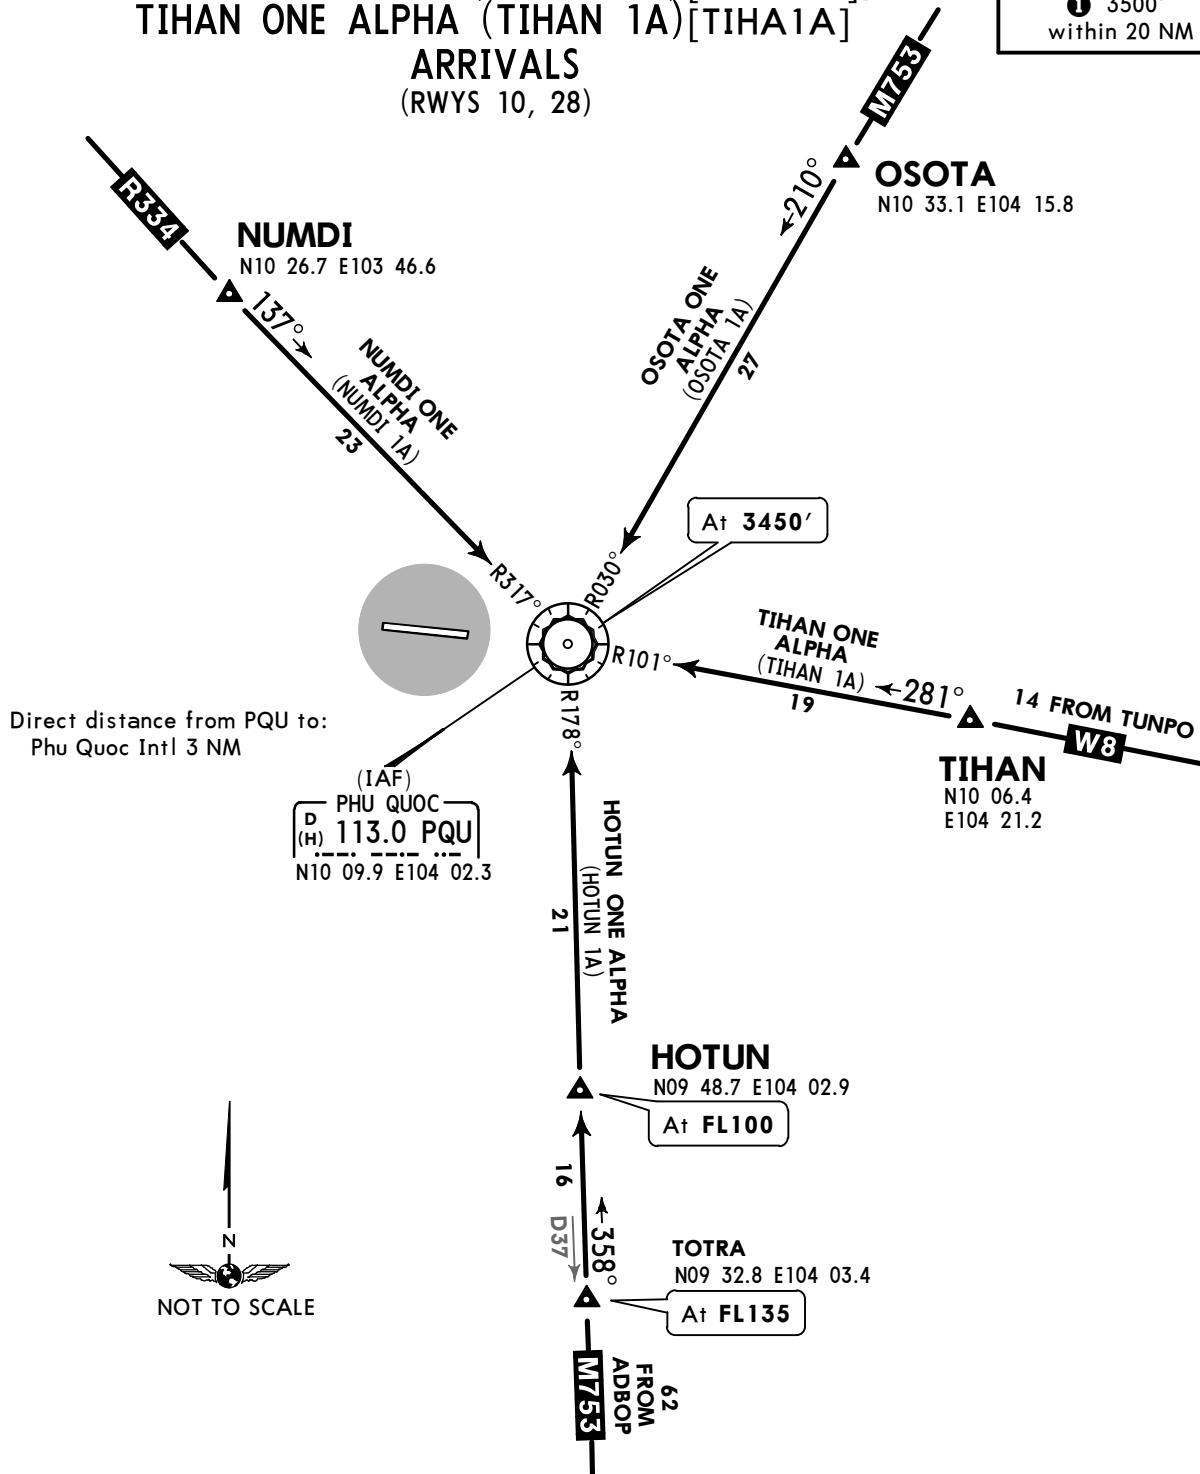 TIHAN ONE ALPHA (TIHAN 1A)[TIHA1A]
ARRIVALS
(RWYS 10, 28)
1 3500'
within 20 NM
M753
OSOTA
N10 33.1 E104 15.8
210°
R334
NUMDI
N10 26.7 E103 46.6
137°
NUMDI ONE
ALPHA
(NUMDI 1A)
23
OSOTA ONE
ALPHA
(OSOTA 1A)
27
At 3450'
R317°
R030°
R101°
R178°
TIHAN ONE
ALPHA
(TIHAN 1A)
281°
19
14 FROM TUNPO
W8
TIHAN
N10 06.4
E104 21.2
Direct distance from PQU to:
Phu Quoc Intl 3 NM
(IAF)
PHU QUOC
D
(H) 113.0 PQU
N10 09.9 E104 02.3
HOTUN ONE ALPHA
(HOTUN 1A)
21
HOTUN
N09 48.7 E104 02.9
At FL100
16
D37
358°
TOTRA
N09 32.8 E104 03.4
At FL135
N
NOT TO SCALE
M753
62
FROM
ADBOP